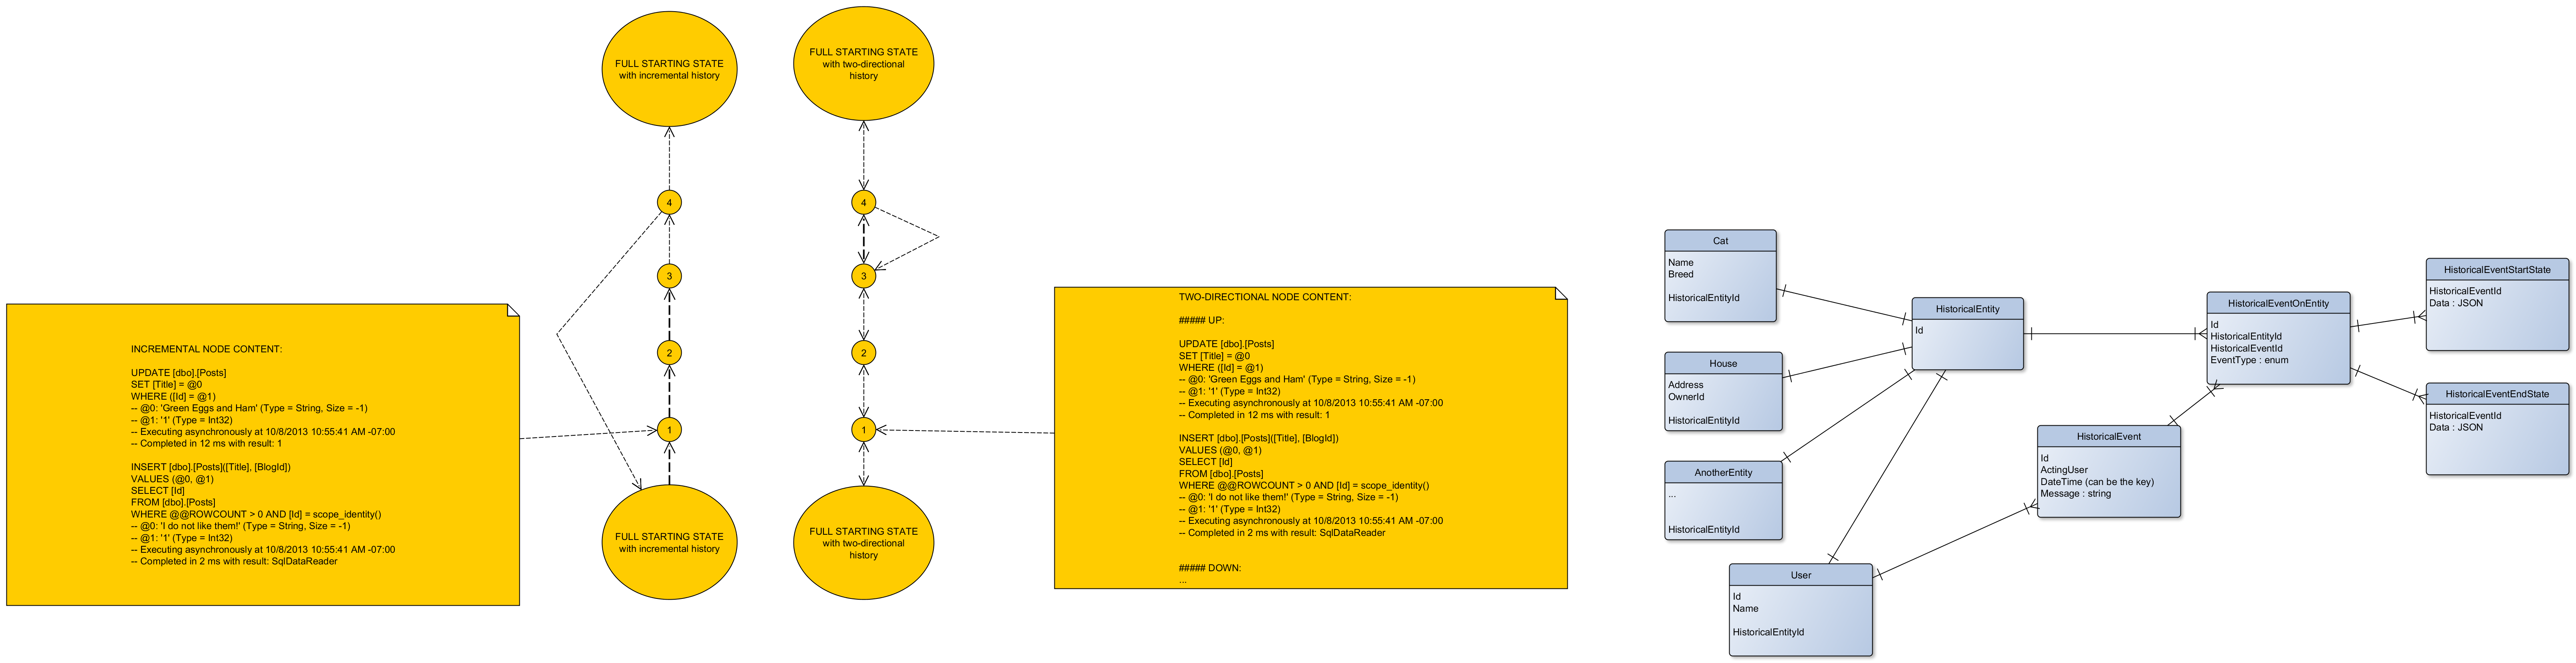 FULL STARTING STATE
with incremental history
4
3
2
1
FULL STARTING STATE
with incremental history
INCREMENTAL NODE CONTENT:
UPDATE [dbo].[Posts]
SET [Title] = @0
WHERE ([Id] = @1)
-- @0: 'Green Eggs and Ham' (Type = String, Size = -1)
-- @1: '1' (Type = Int32)
-- Executing asynchronously at 10/8/2013 10:55:41 AM -07:00
-- Completed in 12 ms with result: 1
INSERT [dbo].[Posts]([Title], [BlogId])
VALUES (@0, @1)
SELECT [Id]
FROM [dbo].[Posts]
WHERE @@ROWCOUNT > 0 AND [Id] = scope_identity()
-- @0: 'I do not like them!' (Type = String, Size = -1)
-- @1: '1' (Type = Int32)
-- Executing asynchronously at 10/8/2013 10:55:41 AM -07:00
-- Completed in 2 ms with result: SqlDataReader
FULL STARTING STATE
with two-directional
history
4
3
2
1
FULL STARTING STATE
with two-directional
history
TWO-DIRECTIONAL NODE CONTENT:
##### UP:
UPDATE [dbo].[Posts]
SET [Title] = @0
WHERE ([Id] = @1)
-- @0: 'Green Eggs and Ham' (Type = String, Size = -1)
-- @1: '1' (Type = Int32)
-- Executing asynchronously at 10/8/2013 10:55:41 AM -07:00
-- Completed in 12 ms with result: 1
INSERT [dbo].[Posts]([Title], [BlogId])
VALUES (@0, @1)
SELECT [Id]
FROM [dbo].[Posts]
WHERE @@ROWCOUNT > 0 AND [Id] = scope_identity()
-- @0: 'I do not like them!' (Type = String, Size = -1)
-- @1: '1' (Type = Int32)
-- Executing asynchronously at 10/8/2013 10:55:41 AM -07:00
-- Completed in 2 ms with result: SqlDataReader
##### DOWN:
...
Cat
Name
Breed
HistoricalEntityId
House
Address
OwnerId
HistoricalEntityId
AnotherEntity
...
HistoricalEntityId
User
Id
Name
HistoricalEntityId
HistoricalEntity
Id
HistoricalEvent
Id
ActingUser
DateTime (can be the key)
Message : string
HistoricalEventOnEntity
Id
HistoricalEntityId
HistoricalEventId
EventType : enum
HistoricalEventStartState
HistoricalEventId
Data : JSON
HistoricalEventEndState
HistoricalEventId
Data : JSON